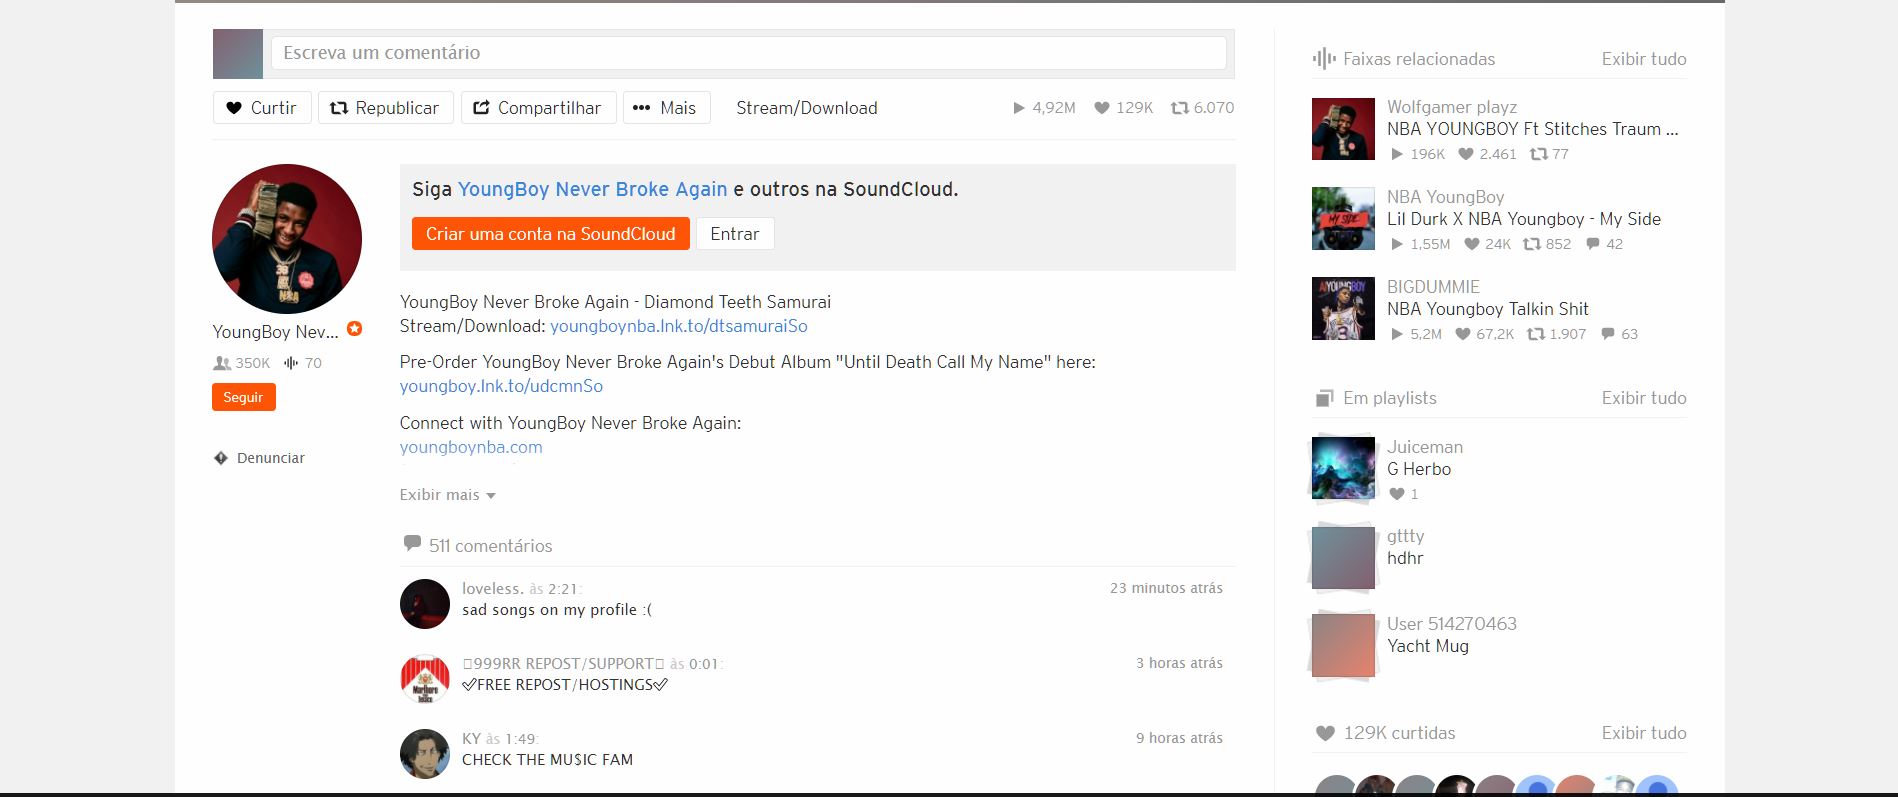 Escreva um comentário
Curtir
Republicar
Compartilhar
Mais
Stream/Download
4,92M
129K
6.070
YoungBoy Nev...
350K
70
Seguir
Denunciar
Siga YoungBoy Never Broke Again e outros na SoundCloud.
Criar uma conta na SoundCloud
Entrar
YoungBoy Never Broke Again - Diamond Teeth Samurai
Stream/Download: youngboynba.lnk.to/dtsamuraiSo
Pre-Order YoungBoy Never Broke Again's Debut Album "Until Death Call My Name" here:
youngboy.lnk.to/udcmnSo
Connect with YoungBoy Never Broke Again:
youngboynba.com
Exibir mais
511 comentários
loveless. às 2:21:
23 minutos atrás
sad songs on my profile :(
999RR REPOST/SUPPORT às 0:01:
3 horas atrás
✓FREE REPOST/HOSTINGS✓
KY às 1:49:
9 horas atrás
CHECK THE MU$IC FAM
Faixas relacionadas
Exibir tudo
Wolfgamer playz
NBA YOUNGBOY Ft Stitches Traum ...
196K 2.461 77
MY SIDE
NBA YoungBoy
Lil Durk X NBA Youngboy - My Side
1,55M 24K 852 42
BIGDUMMIE
NBA Youngboy Talkin Shit
5,2M 67,2K 1.907 63
Em playlists
Exibir tudo
Juiceman
G Herbo
1
gttty
hdhr
User 514270463
Yacht Mug
129K curtidas
Exibir tudo